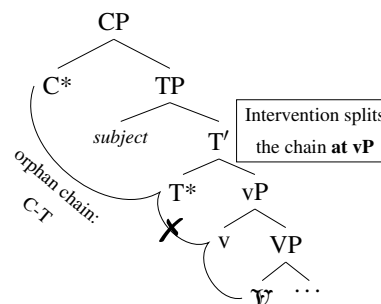 CP
C* TP
subject T′
Intervention splits
the chain at vP
orphan chain:
C-T
T* vP
✗ v VP
V ...